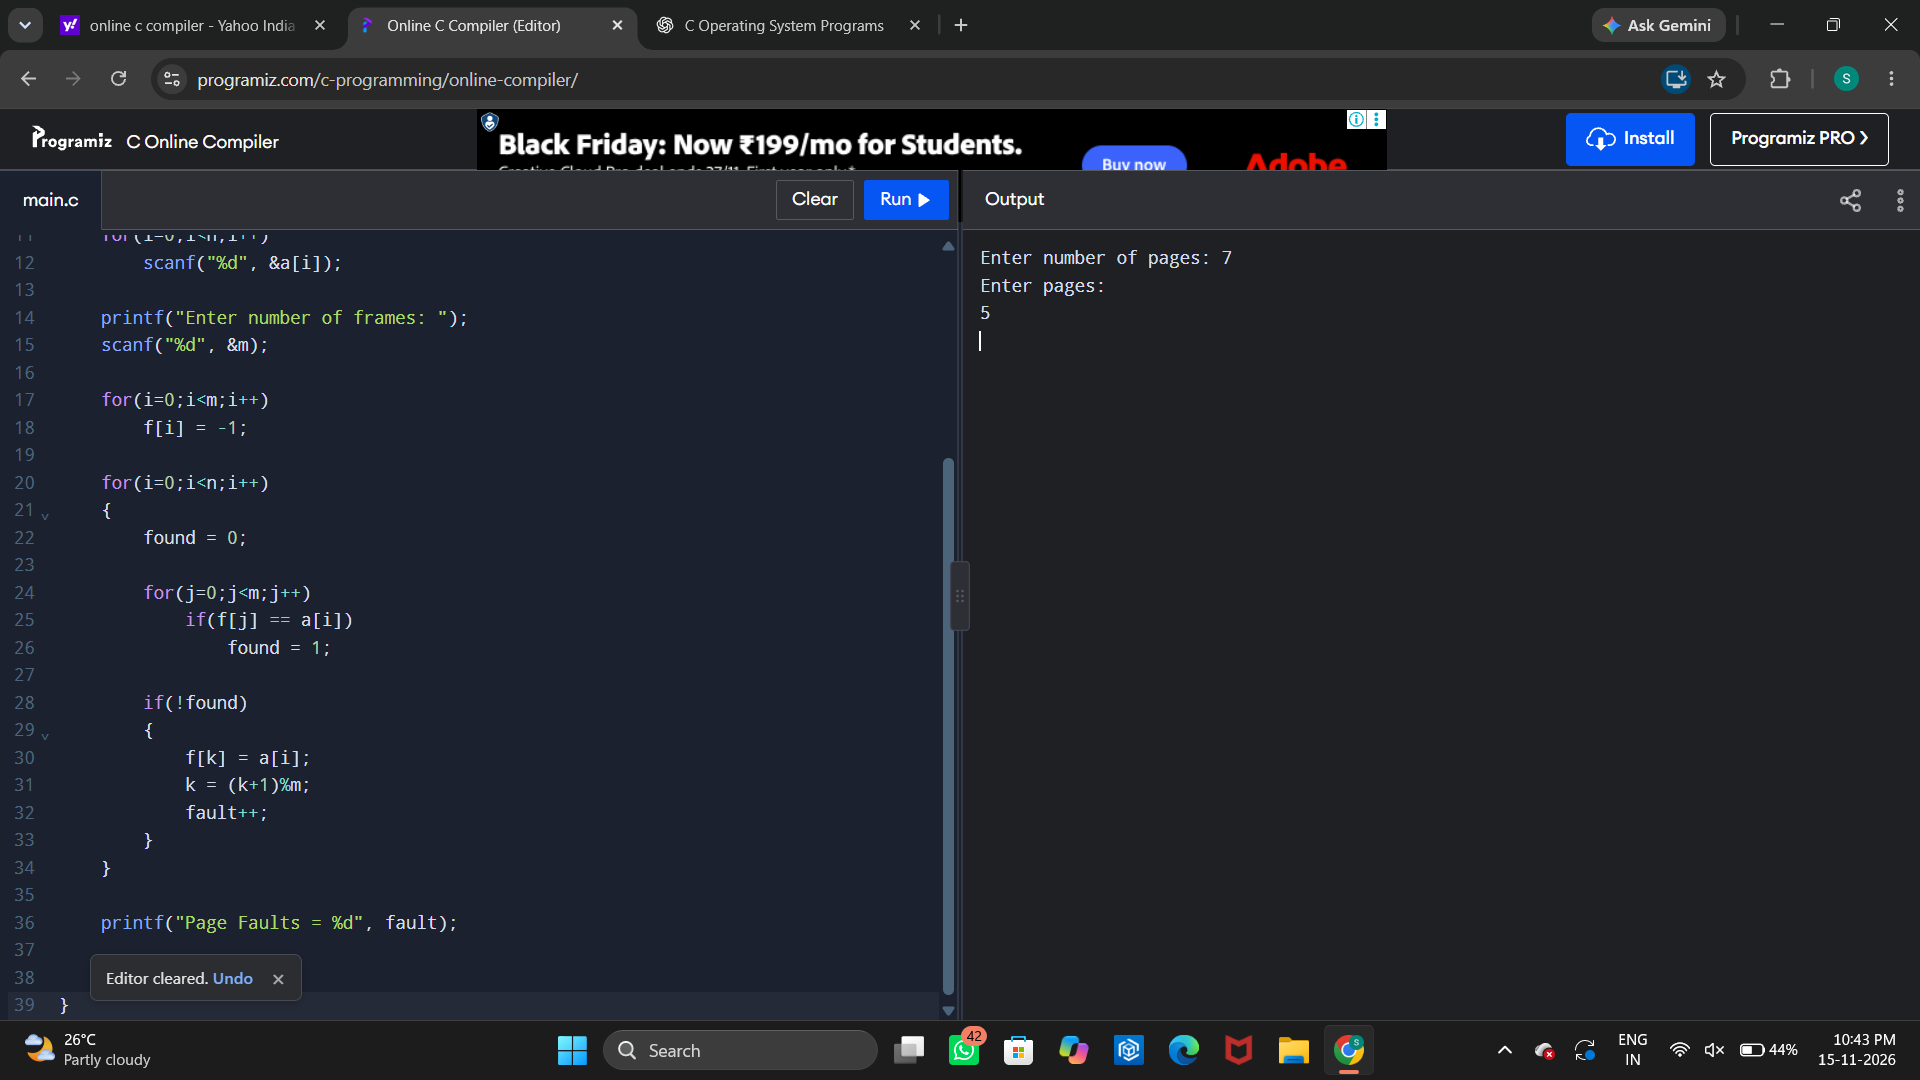 online c compiler - Yahoo India
Online C Compiler (Editor)
C Operating System Programs
Ask Gemini
programiz.com/c-programming/online-compiler/
S
Programiz C Online Compiler
Black Friday: Now ₹199/mo for Students.
Buy now
Adobe
Install
Programiz PRO
main.c
Clear
Run
Output
11 for(i=0;i<n;i++)
12 scanf("%d", &a[i]);
13
14 printf("Enter number of frames: ");
15 scanf("%d", &m);
16
17 for(i=0;i<m;i++)
18 f[i] = -1;
19
20 for(i=0;i<n;i++)
21 {
22 found = 0;
23
24 for(j=0;j<m;j++)
25 if(f[j] == a[i])
26 found = 1;
27
28 if(!found)
29 {
30 f[k] = a[i];
31 k = (k+1)%m;
32 fault++;
33 }
34 }
35
36 printf("Page Faults = %d", fault);
37
38
39 }
Editor cleared. Undo
Enter number of pages: 7
Enter pages:
5
26°C
Partly cloudy
Search
42
ENG
IN
44%
10:43 PM
15-11-2026